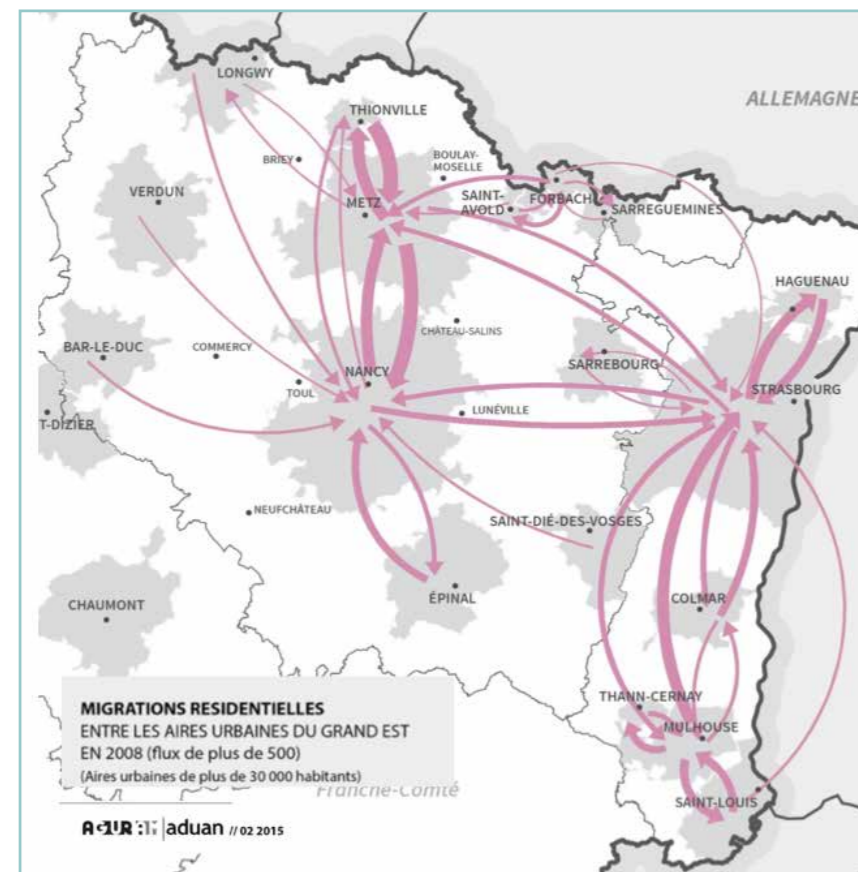 LONGWY
THIONVILLE
ALLEMAGNE
BRIEY
BOULAY-
MOSELLE
VERDUN
METZ
SAINT-
AVOLD
FORBACH
SARREGUEMINES
HAGUENAU
CHÂTEAU-SALINS
BAR-LE-DUC
COMMERCY
SARREBOURG
NANCY
TOUL
STRASBOURG
LUNÉVILLE
T-DIZIER
NEUFCHÂTEAU
SAINT-DIÉ-DES-VOSGES
ÉPINAL
COLMAR
CHAUMONT
THANN-CERNAY
MULHOUSE
SAINT-LOUIS
MIGRATIONS RESIDENTIELLES
ENTRE LES AIRES URBAINES DU GRAND EST
EN 2008 (flux de plus de 500)
(Aires urbaines de plus de 30 000 habitants)
Franche-Comté
aduan // 02 2015